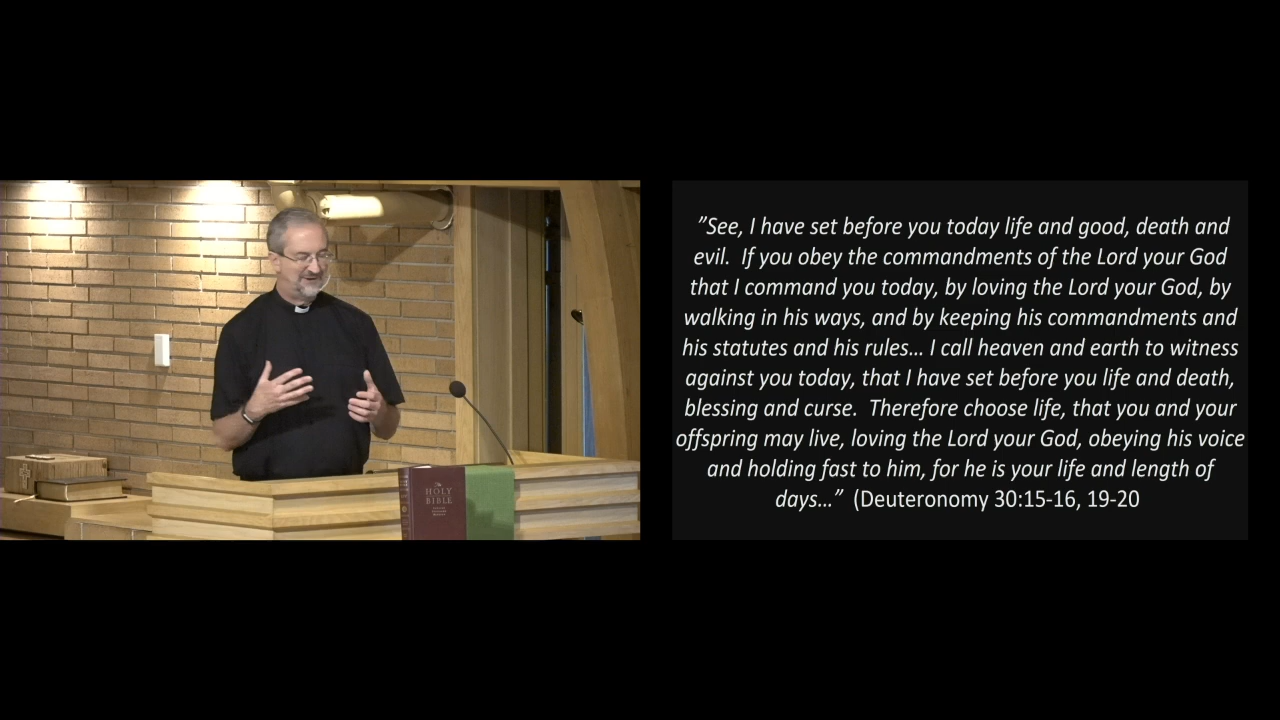 The
HOLY
BIBLE
”See, I have set before you today life and good, death and
evil.  If you obey the commandments of the Lord your God
that I command you today, by loving the Lord your God, by
walking in his ways, and by keeping his commandments and
his statutes and his rules… I call heaven and earth to witness
against you today, that I have set before you life and death,
blessing and curse.  Therefore choose life, that you and your
offspring may live, loving the Lord your God, obeying his voice
and holding fast to him, for he is your life and length of
days…”  (Deuteronomy 30:15-16, 19-20